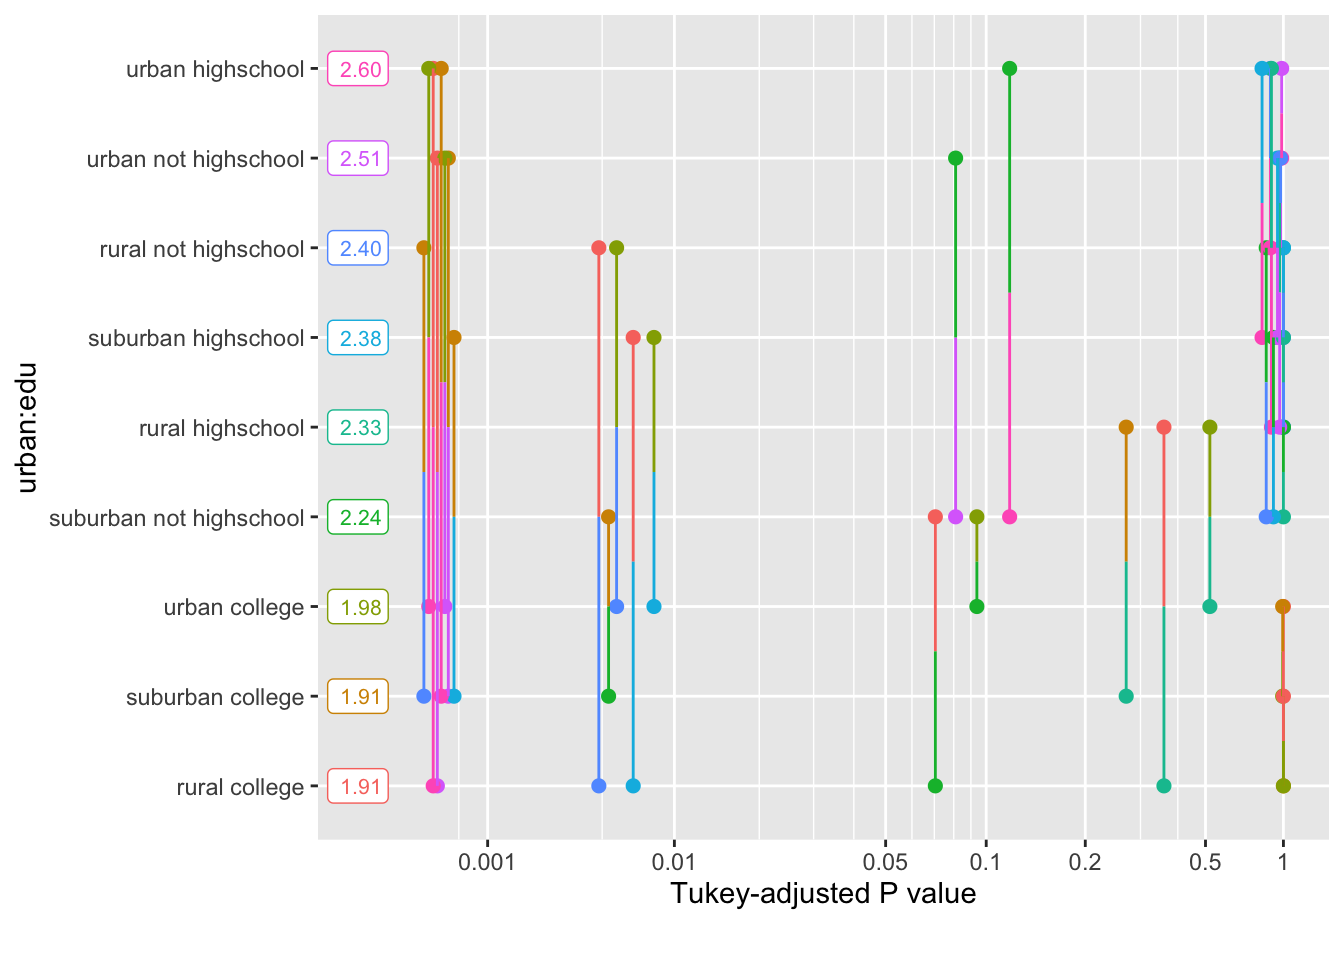 urban highschool 2.60
urban not highschool 2.51
rural not highschool 2.40
suburban highschool 2.38
rural highschool 2.33
suburban not highschool 2.24
urban college 1.98
suburban college 1.91
rural college 1.91
urban:edu
0.001 0.01 0.05 0.1 0.2 0.5 1
Tukey-adjusted P value